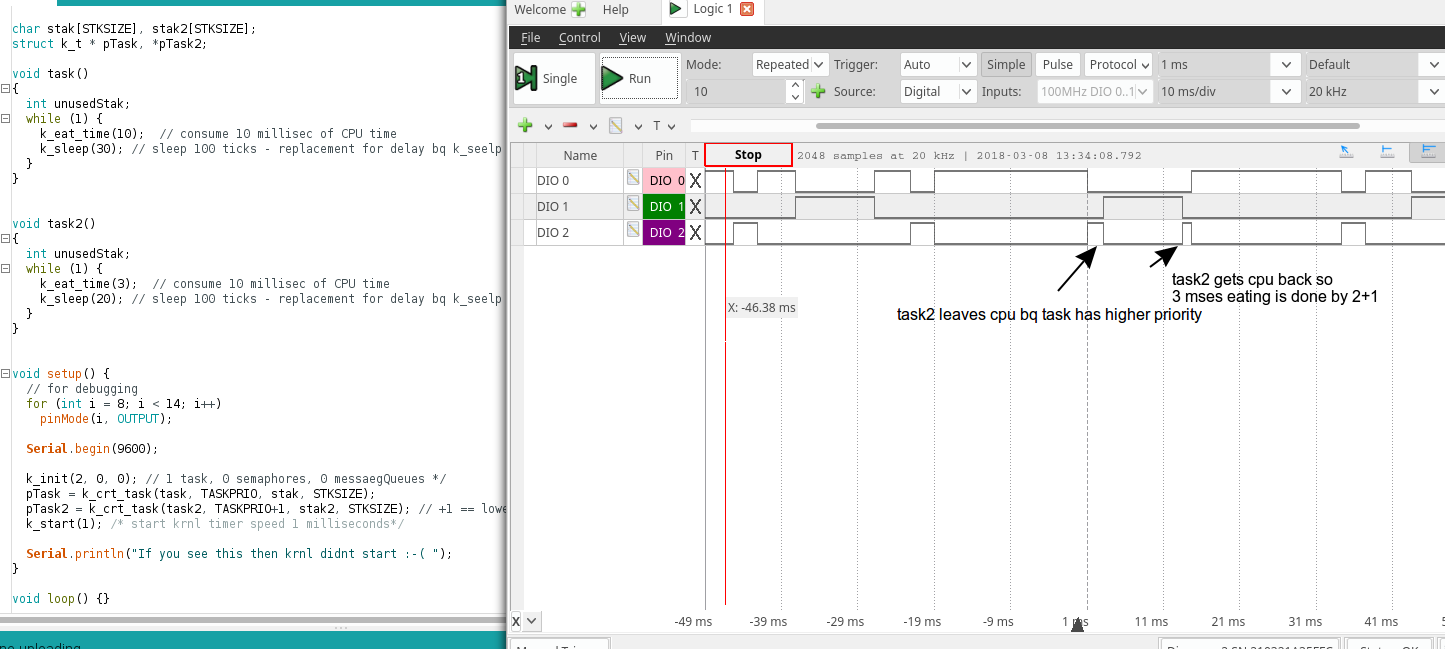 char stak[STKSIZE], stak2[STKSIZE];
struct k_t * pTask, *pTask2;
void task()
{
int unusedStak;
while (1) {
k_eat_time(10);  // consume 10 millisec of CPU time
k_sleep(30); // sleep 100 ticks - replacement for delay bq k_seelp
}
}
void task2()
{
int unusedStak;
while (1) {
k_eat_time(3);  // consume 10 millisec of CPU time
k_sleep(20); // sleep 100 ticks - replacement for delay bq k_seelp
}
}
void setup() {
// for debugging
for (int i = 8; i < 14; i++)
pinMode(i, OUTPUT);
Serial.begin(9600);
k_init(2, 0, 0); // 1 task, 0 semaphores, 0 messaegQueues */
pTask = k_crt_task(task, TASKPRIO, stak, STKSIZE);
pTask2 = k_crt_task(task2, TASKPRIO+1, stak2, STKSIZE); // +1 == lowe
k_start(1); /* start krnl timer speed 1 milliseconds*/
Serial.println("If you see this then krnl didnt start :-( ");
}
void loop() {}
Welcome Help Logic 1
File Control View Window
Single Run Mode: Repeated Trigger: Auto Simple Pulse Protocol 1 ms Default
10 Source: Digital Inputs: 100MHz DIO 0..1 10 ms/div 20 kHz
T
Name Pin T Stop 2048 samples at 20 kHz | 2018-03-08 13:34:08.792
DIO 0 DIO 0 X
DIO 1 DIO 1 X
DIO 2 DIO 2 X
task2 gets cpu back so
3 mses eating is done by 2+1
X: -46.38 ms
task2 leaves cpu bq task has higher priority
X -49 ms -39 ms -29 ms -19 ms -9 ms 1 ms 11 ms 21 ms 31 ms 41 ms